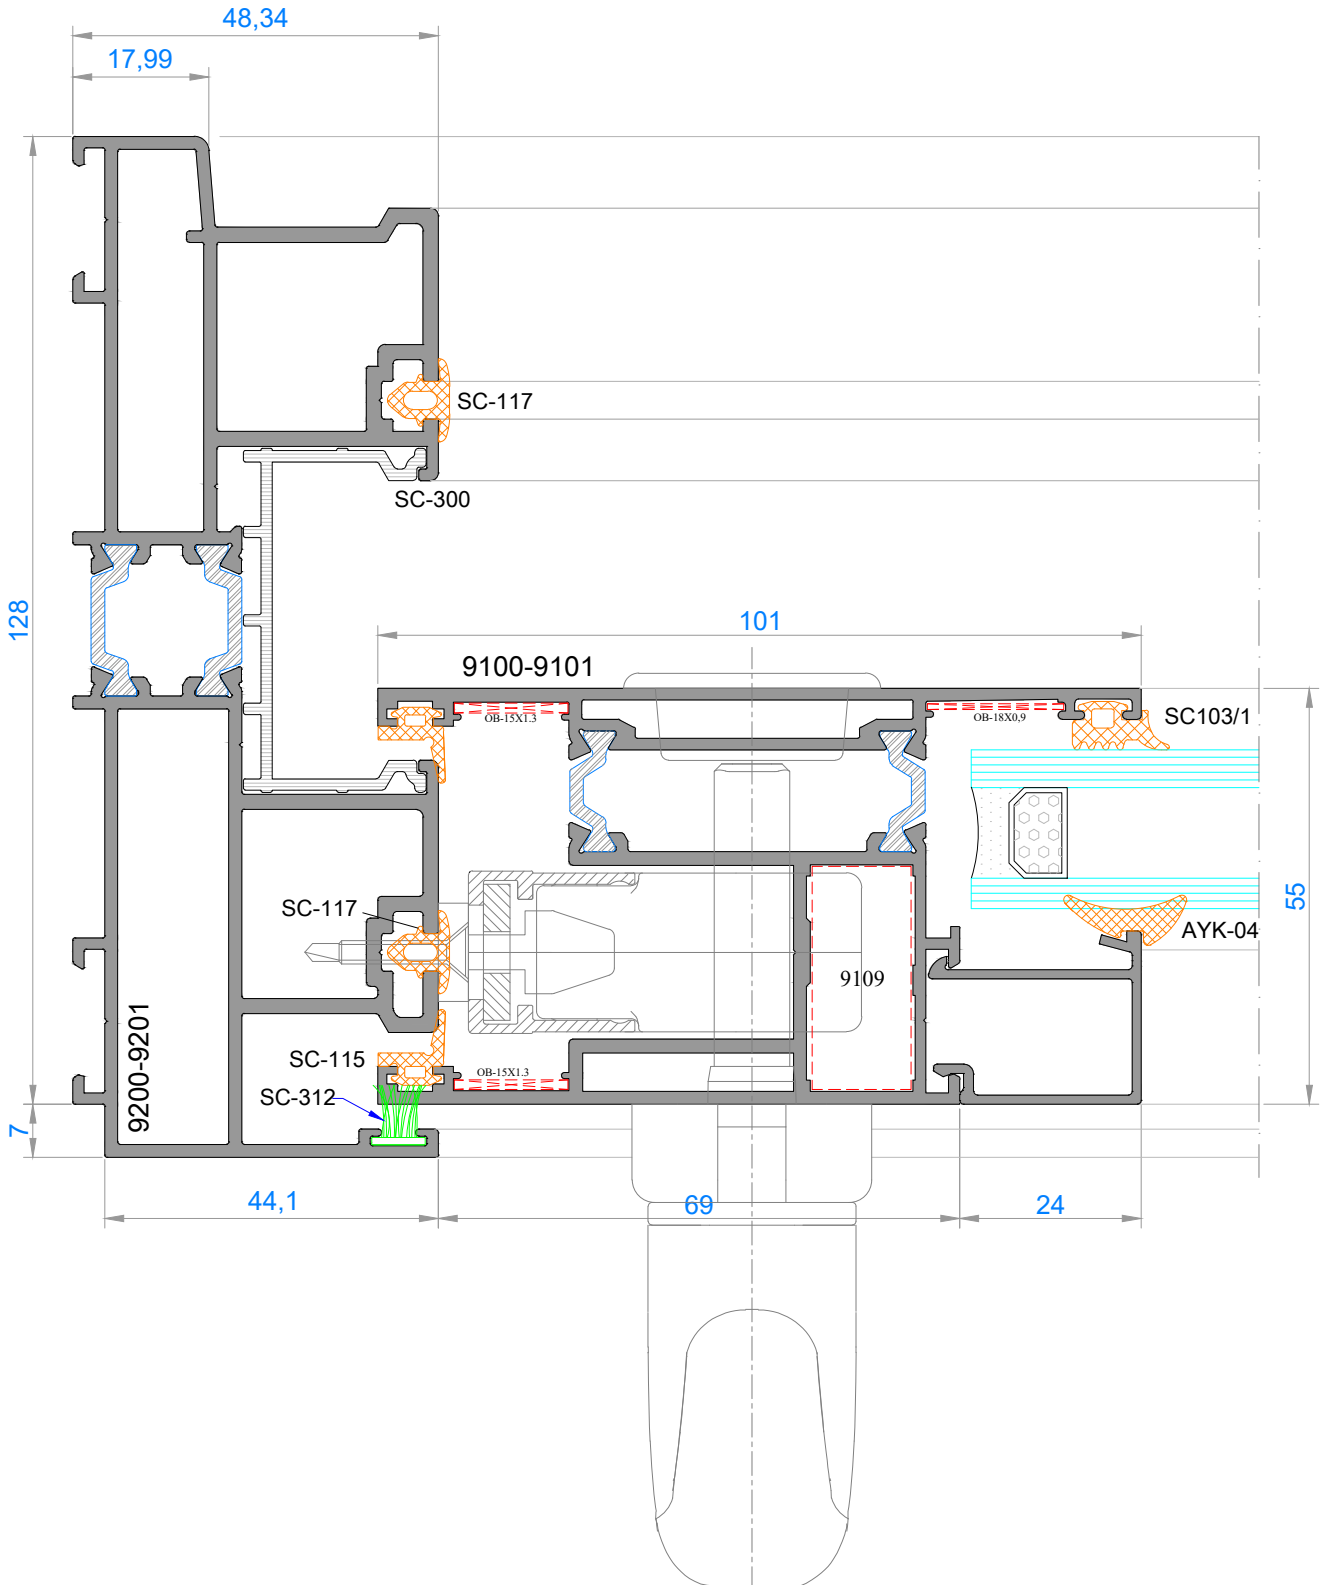 48,34
17,99
SC-117
SC-300
128
101
9100-9101
OB-15X1.3
OB-18X0,9
SC103/1
55
SC-117
AYK-04
9109
9200-9201
SC-115
OB-15X1.3
SC-312
7
44,1
69
24